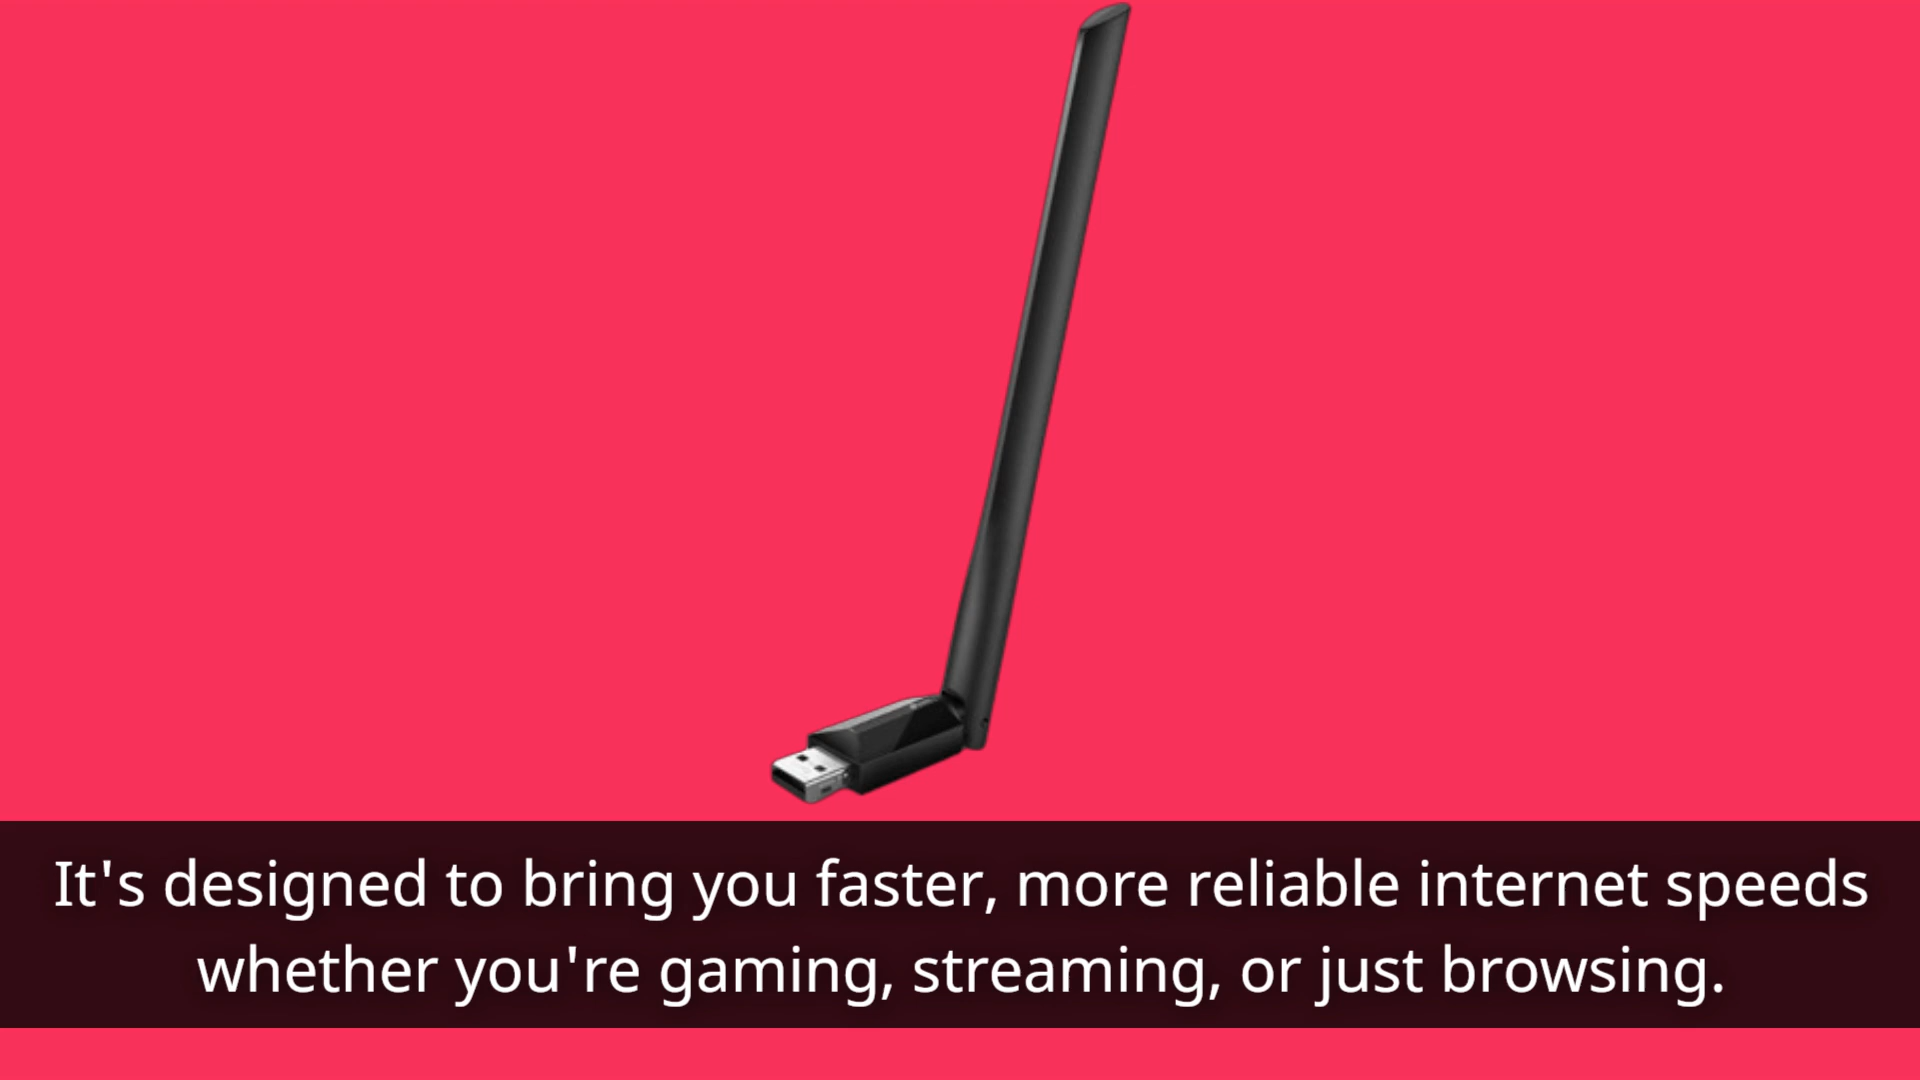 It's designed to bring you faster, more reliable internet speeds
whether you're gaming, streaming, or just browsing.